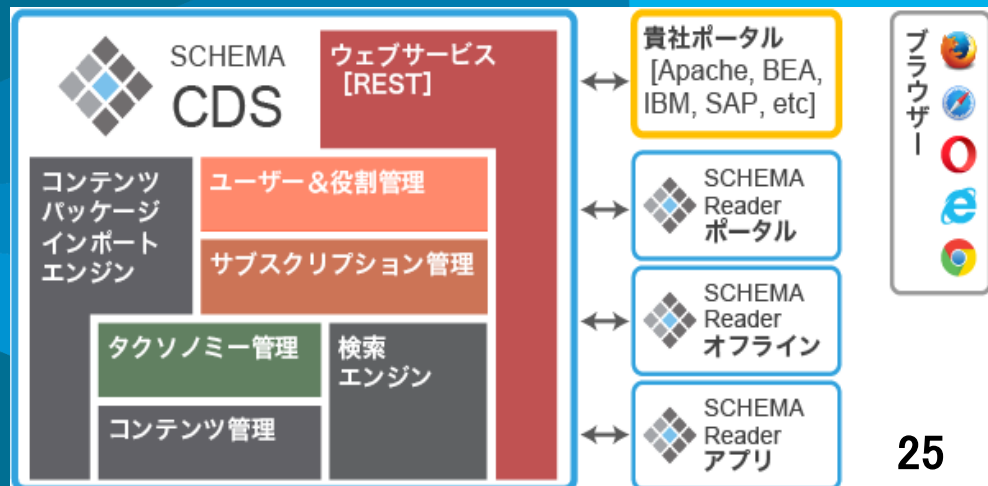 SCHEMA
CDS
ウェブサービス
[REST]
コンテンツ
パッケージ
インポート
エンジン
ユーザー＆役割管理
サブスクリプション管理
タクソノミー管理
検索
エンジン
コンテンツ管理
貴社ポータル
[Apache, BEA,
IBM, SAP, etc]
SCHEMA
Reader
ポータル
SCHEMA
Reader
オフライン
SCHEMA
Reader
アプリ
ブラウザー
25